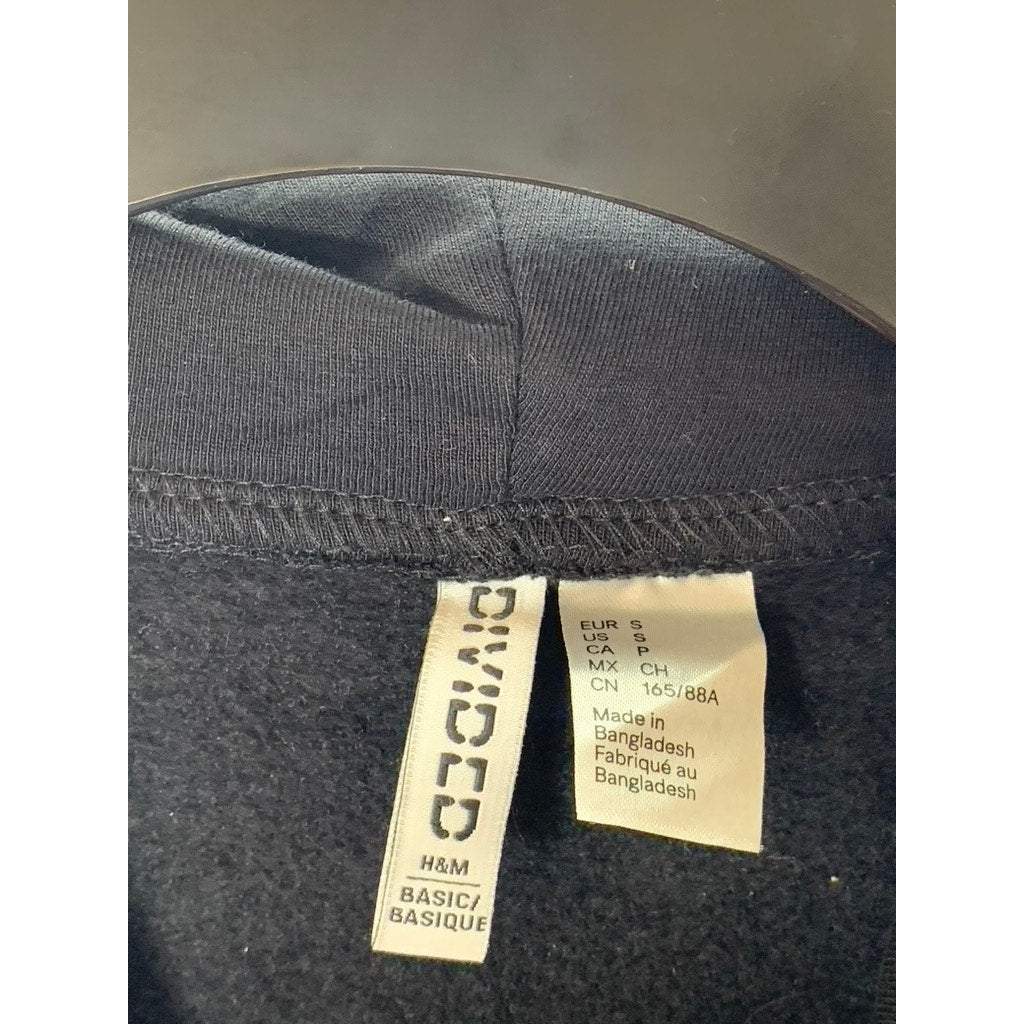 DIVIDED
H&M
BASIC/
BASIQUE
EUR S
US S
CA P
MX CH
CN 165/88A
Made in
Bangladesh
Fabriqué au
Bangladesh